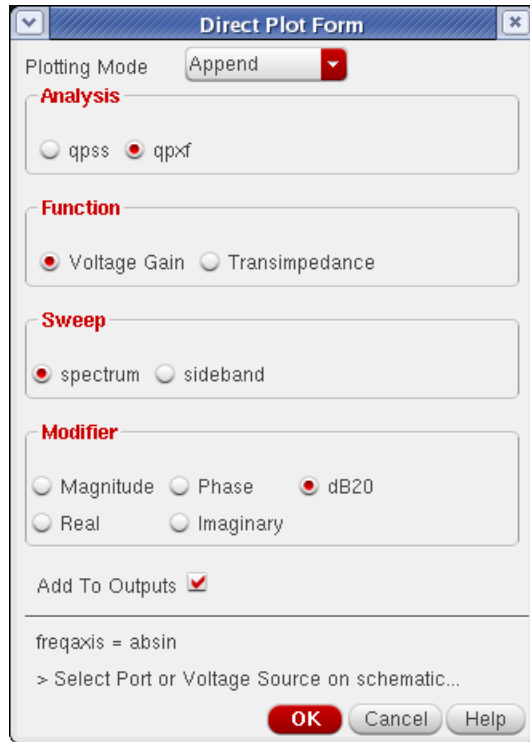 Direct Plot Form
Plotting Mode Append
Analysis
qpss qpxf
Function
Voltage Gain Transimpedance
Sweep
spectrum sideband
Modifier
Magnitude Phase dB20
Real Imaginary
Add To Outputs
freqaxis = absin
> Select Port or Voltage Source on schematic...
OK Cancel Help